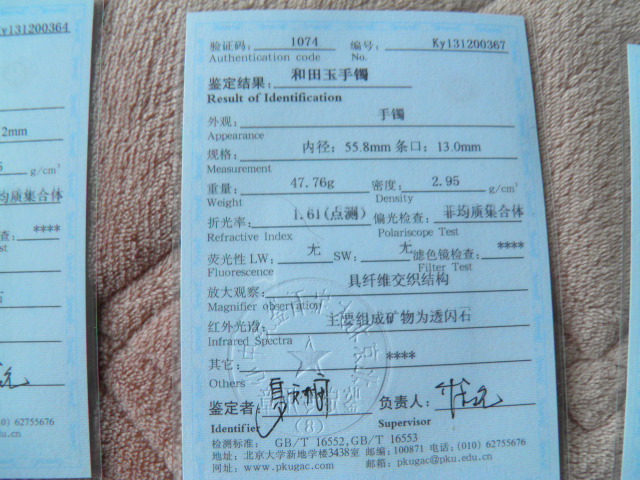 Ky131200364
2mm
g/cm³
均质集合体
查: ****
st
(010) 62755676
du.cn
验证码: 1074 编号: Ky131200367
Authentication code No.
鉴定结果: 和田玉手镯
Result of Identification
外观: 手镯
Appearance
规格: 内径: 55.8mm 条口: 13.0mm
Measurement
重量: 47.76g 密度: 2.95 g/cm³
Weight Density
折光率: 1.61(点测) 偏光检查: 非均质集合体
Refractive Index Polariscope Test
荧光性 LW: 无 SW: 无 滤色镜检查: ****
Fluorescence Filter Test
放大观察: 具纤维交织结构
Magnifier obsertation
红外光谱: 主要组成矿物为透闪石
Infrared Spectra
其它: ****
Others
鉴定者: 负责人:
Identifier Supervisor
(8)
检测标准: GB/T 16552,GB/T 16553
地址: 北京大学新地学楼3438室 邮编: 100871 电话: (010) 62755676
网址: www.pkugac.com 邮箱: pkugac@pku.edu.cn